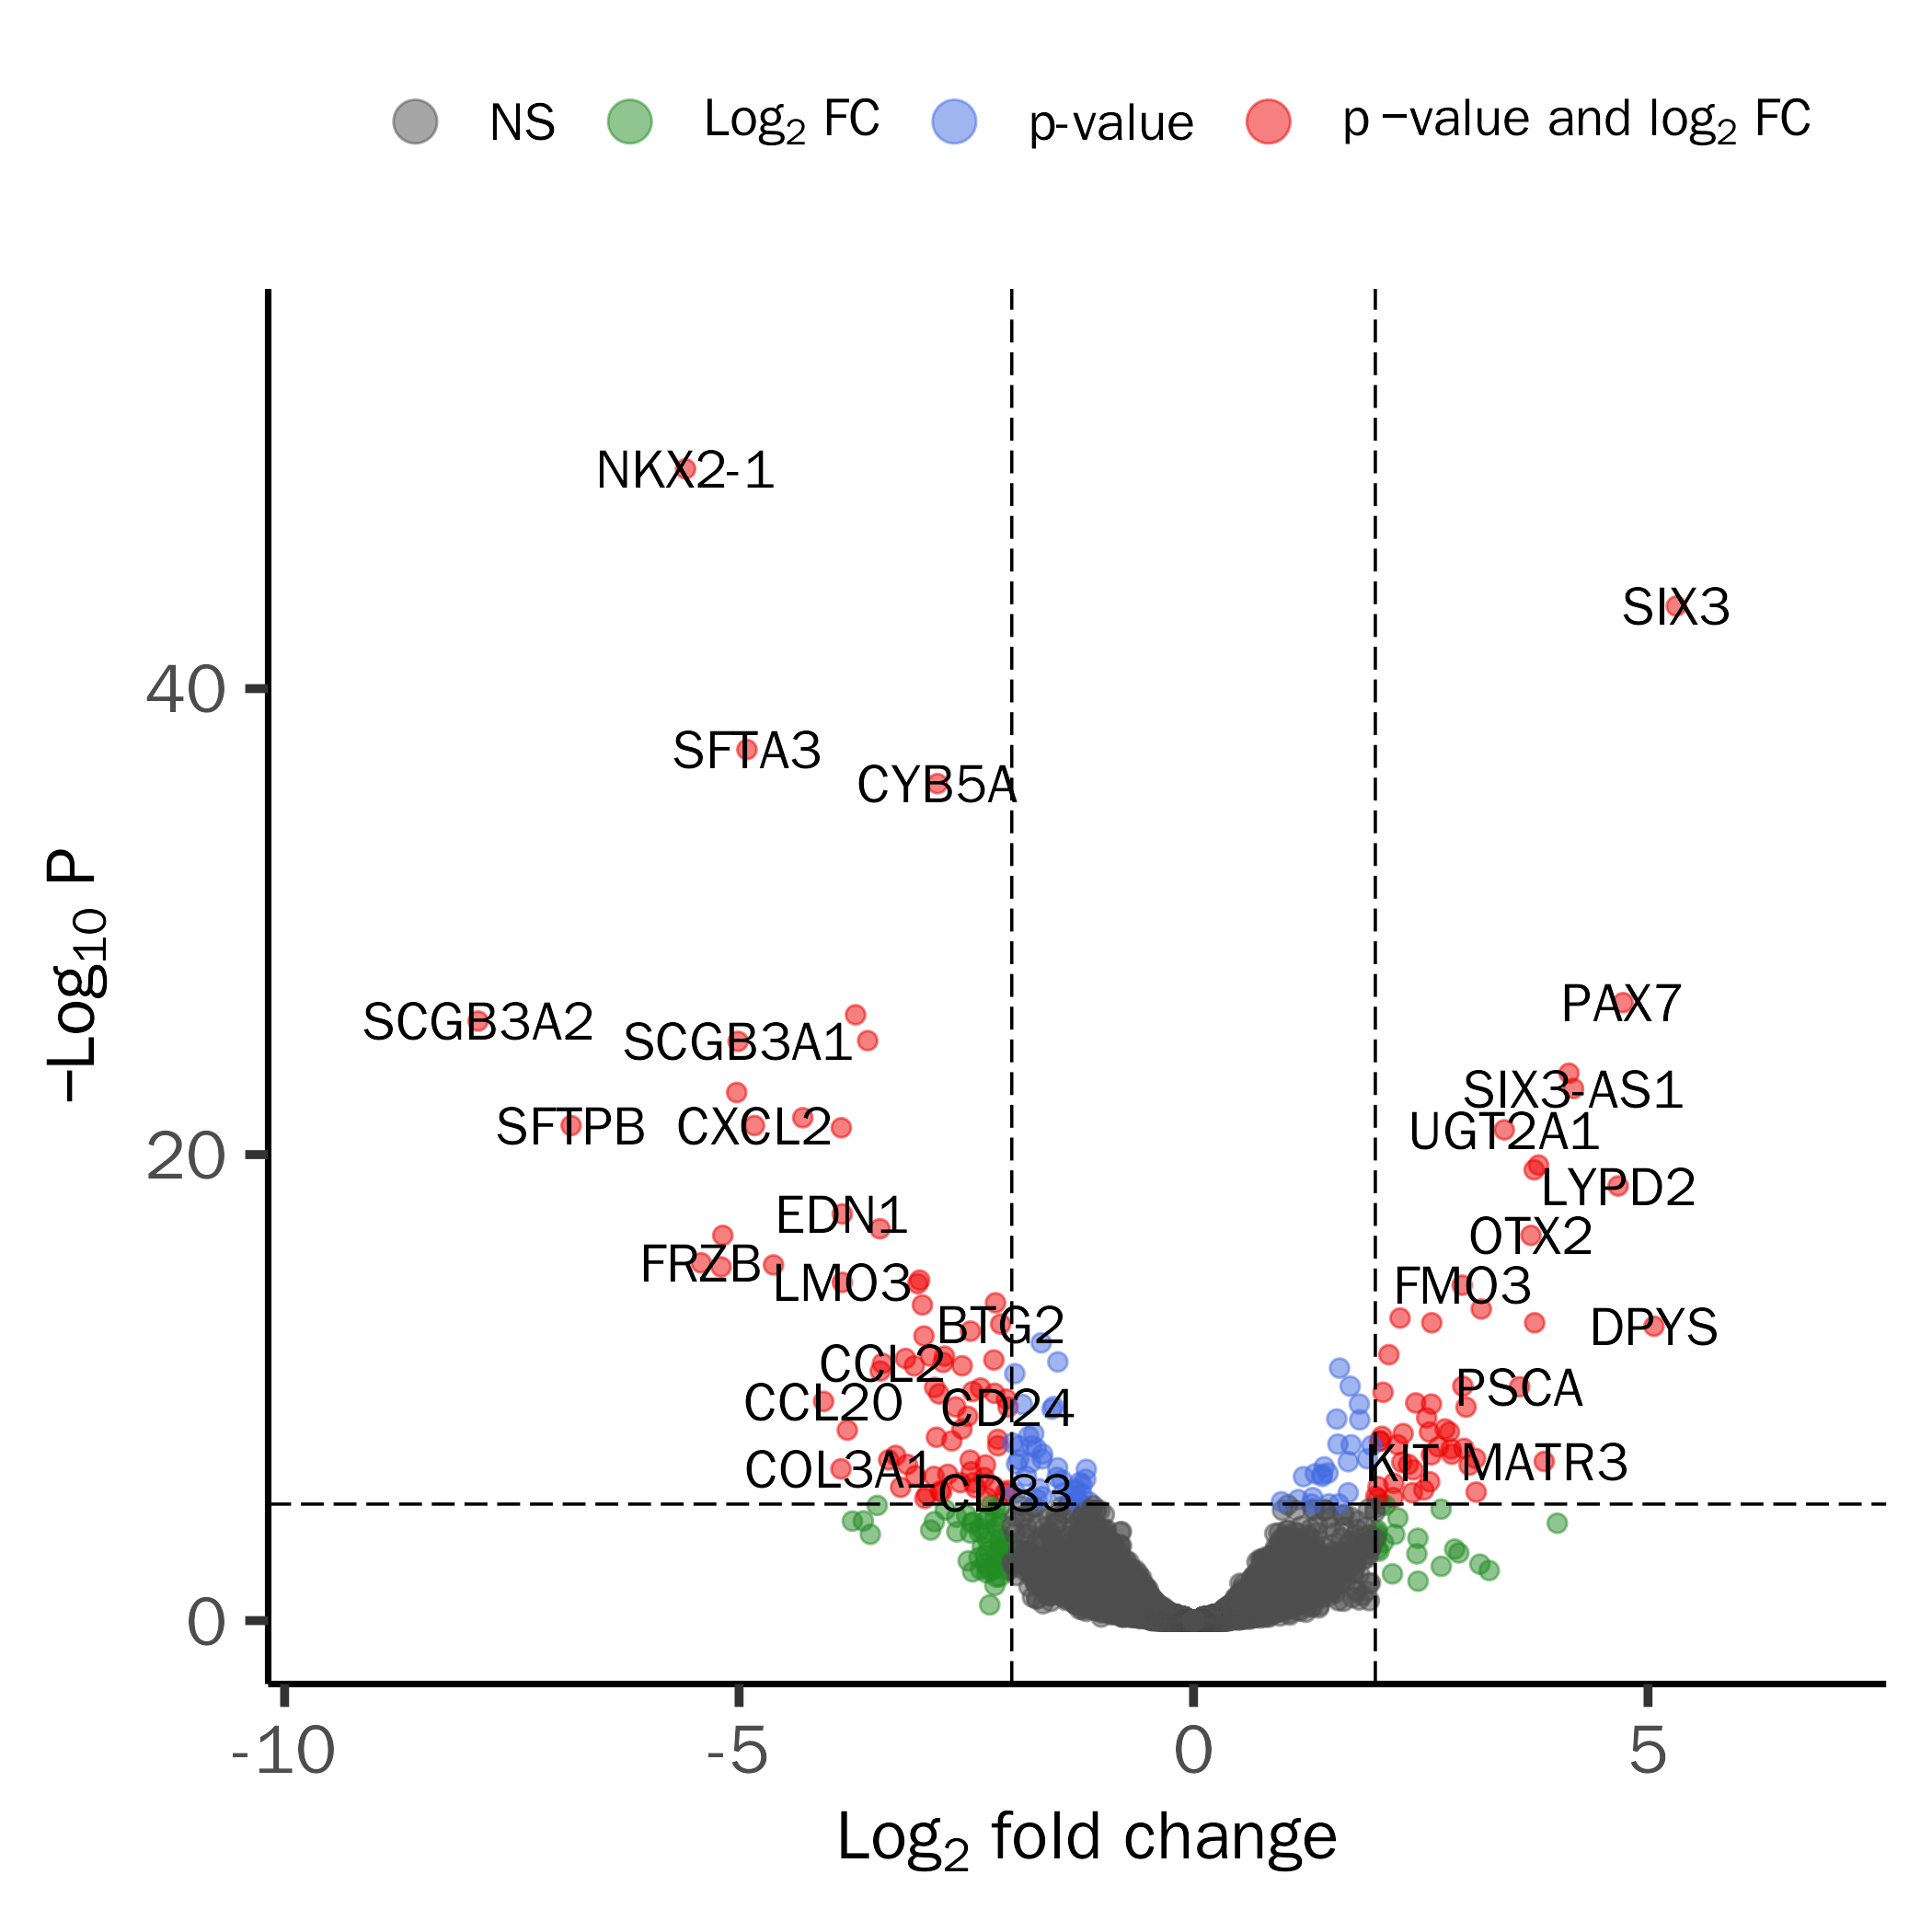 NS Log2 FC p-value p −value and log2 FC
NKX2-1
SIX3
40
SFTA3
CYB5A
−Log10 P
PAX7
SCGB3A2
SCGB3A1
SIX3-AS1
SFTPB
CXCL2
UGT2A1
20
LYPD2
EDN1
OTX2
FRZB
LMO3
FMO3
BTG2
DPYS
CCL2
PSCA
CCL20
CD24
COL3A1
KIT
MATR3
CD83
0
-10 -5 0 5
Log2 fold change